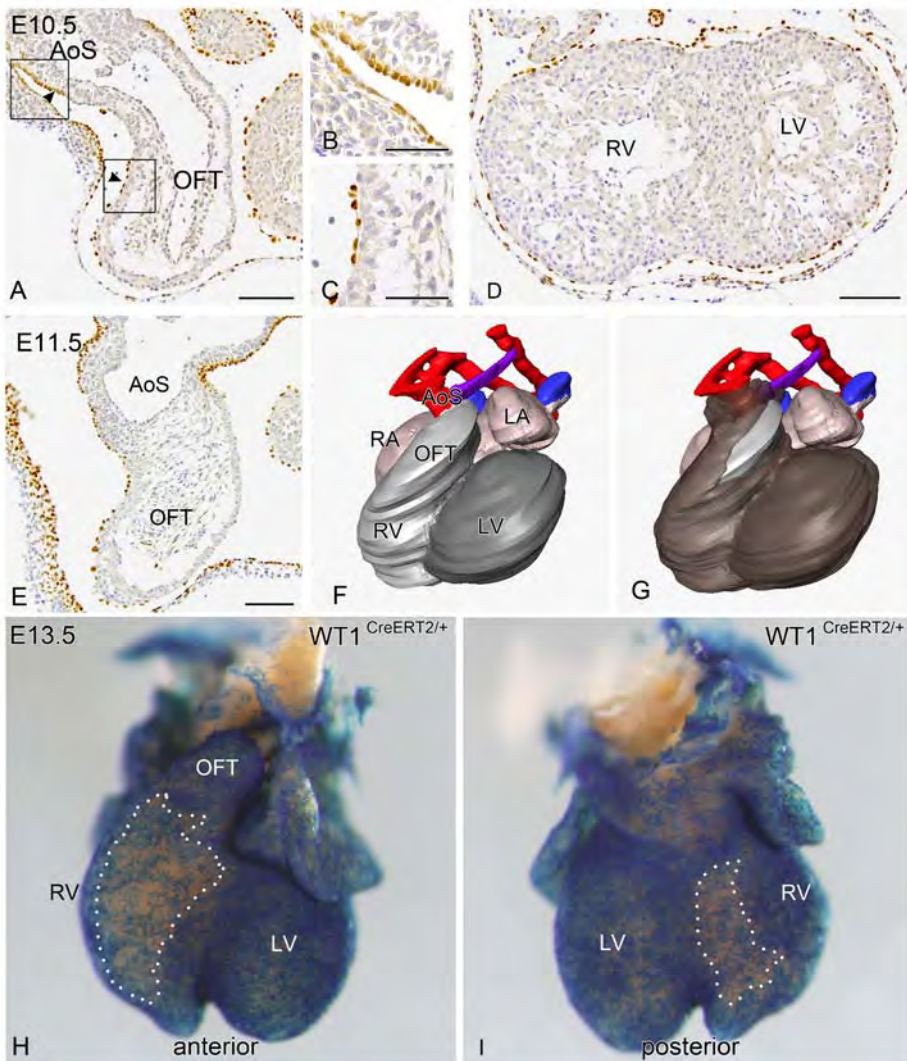 E10.5
AoS
OFT
A
B
C
RV
LV
D
E11.5
AoS
OFT
E
AoS
LA
RA
OFT
RV
LV
F
G
E13.5
WT1 CreERT2/+
OFT
RV
LV
H
anterior
WT1 CreERT2/+
LV
RV
I
posterior